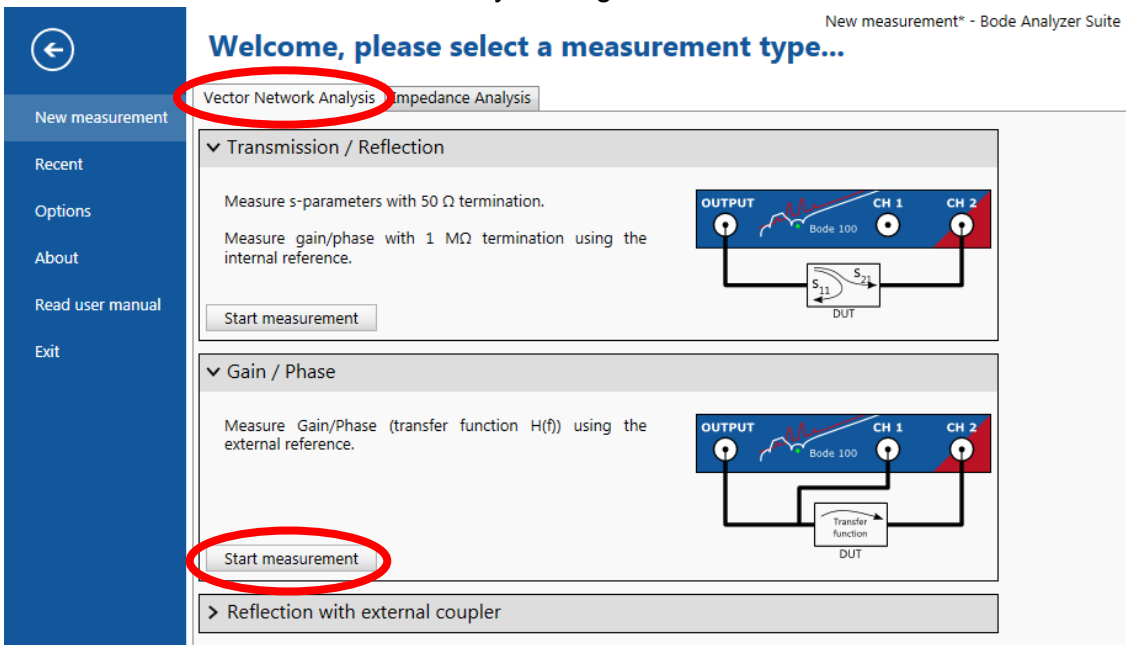 New measurement* - Bode Analyzer Suite
Welcome, please select a measurement type...
New measurement
Recent
Options
About
Read user manual
Exit
Vector Network Analysis
Impedance Analysis
Transmission / Reflection
Measure s-parameters with 50 Ω termination.
Measure gain/phase with 1 MΩ termination using the
internal reference.
Start measurement
OUTPUT
CH 1
CH 2
Bode 100
S11
S21
DUT
Gain / Phase
Measure Gain/Phase (transfer function H(f)) using the
external reference.
Start measurement
OUTPUT
CH 1
CH 2
Bode 100
Transfer
function
DUT
Reflection with external coupler